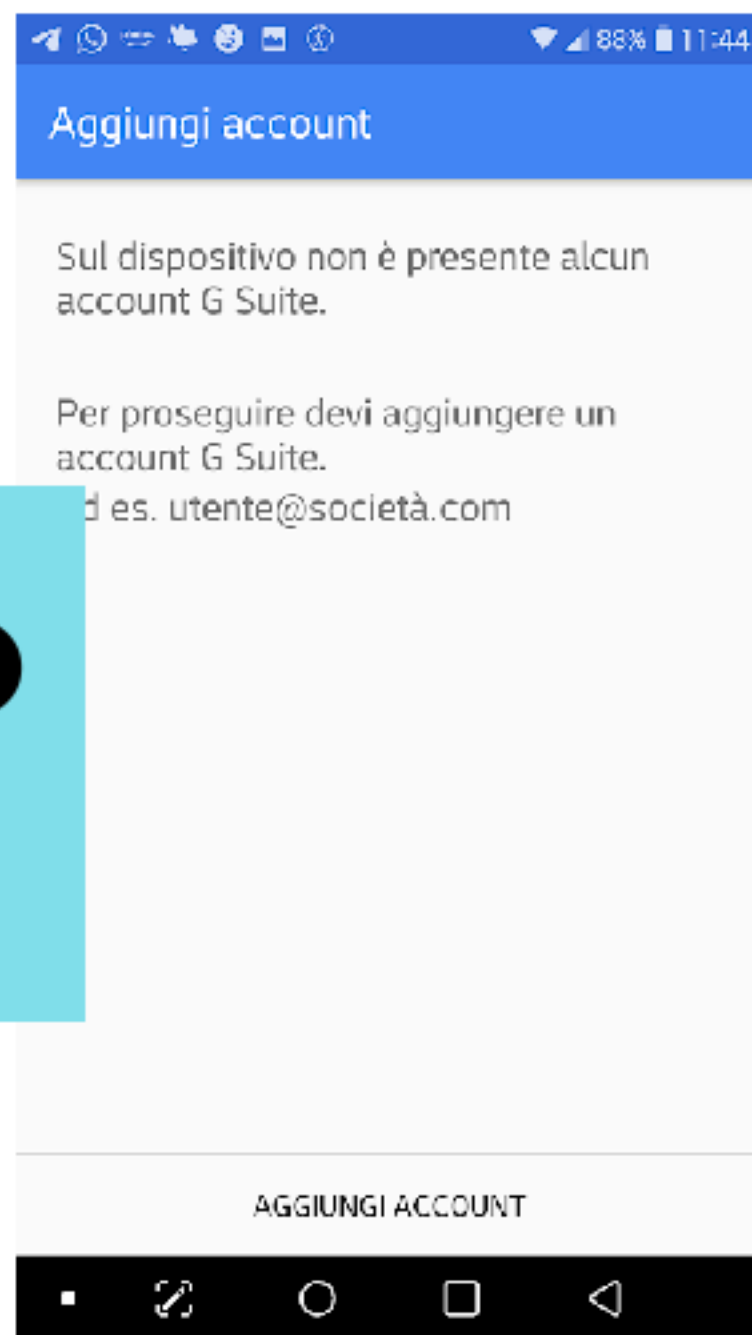 88% 11:44
Aggiungi account
Sul dispositivo non è presente alcun
account G Suite.
Per proseguire devi aggiungere un
account G Suite.
d es. utente@società.com
AGGIUNGI ACCOUNT